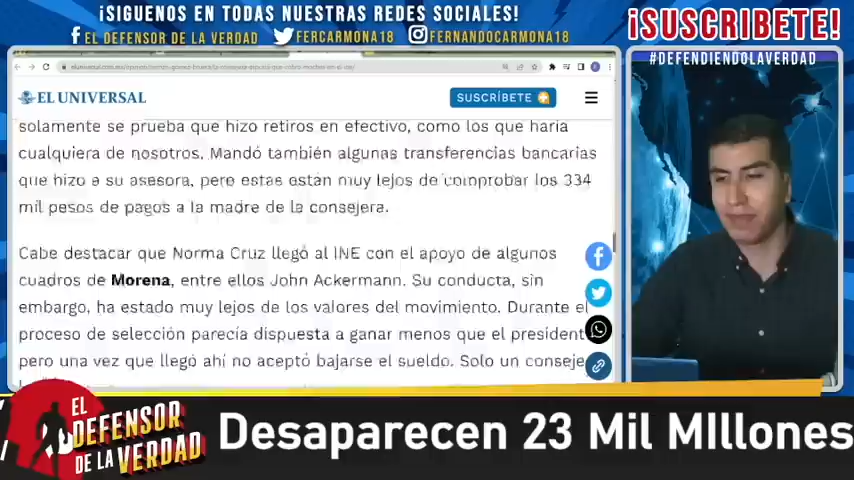 ¡SIGUENOS EN TODAS NUESTRAS REDES SOCIALES!
EL DEFENSOR DE LA VERDAD FERCARMONA18 FERNANDOCARMONA18
¡SUSCRIBETE!
#DEFENDIENDOLAVERDAD
EL UNIVERSAL
SUSCRÍBETE
solamente se prueba que hizo retiros en efectivo, como los que haría
cualquiera de nosotros. Mandó también algunas transferencias bancarias
que hizo a su asesora, pero estas están muy lejos de comprobar los 334
mil pesos de pagos a la madre de la consejera.
Cabe destacar que Norma Cruz llegó al INE con el apoyo de algunos
cuadros de Morena, entre ellos John Ackermann. Su conducta, sin
embargo, ha estado muy lejos de los valores del movimiento. Durante el
proceso de selección parecía dispuesta a ganar menos que el president
pero una vez que llegó ahí no aceptó bajarse el sueldo. Solo un conseje
EL
DEFENSOR
DE LA VERDAD
Desaparecen 23 Mil MIllones